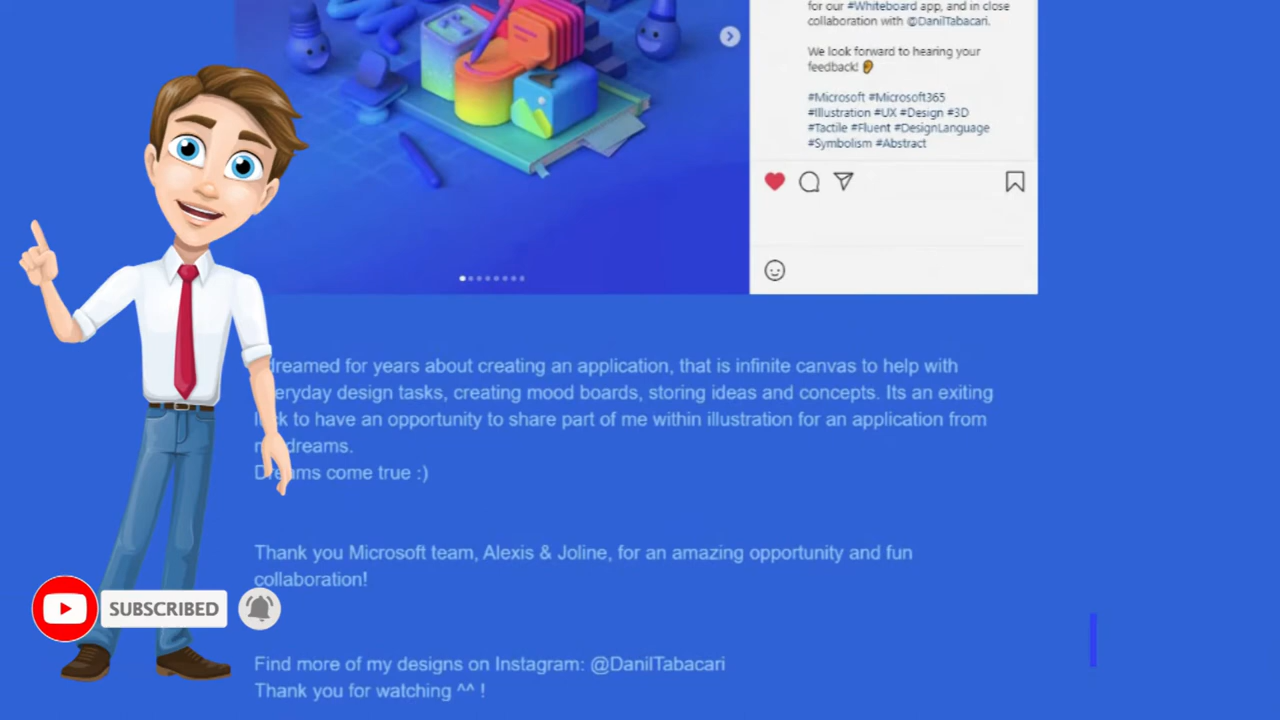 for our #Whiteboard app, and in close
collaboration with @DanilTabacari.
We look forward to hearing your
feedback!
#Microsoft #Microsoft365
#Illustration #UX #Design #3D
#Tactile #Fluent #DesignLanguage
#Symbolism #Abstract
dreamed for years about creating an application, that is infinite canvas to help with
design tasks, creating mood boards, storing ideas and concepts. Its an exiting
to have an opportunity to share part of me within illustration for an application from
dreams.
come true :)
Thank you Microsoft team, Alexis & Joline, for an amazing opportunity and fun
collaboration!
SUBSCRIBED
Find more of my designs on Instagram: @DanilTabacari
Thank you for watching ^^ !